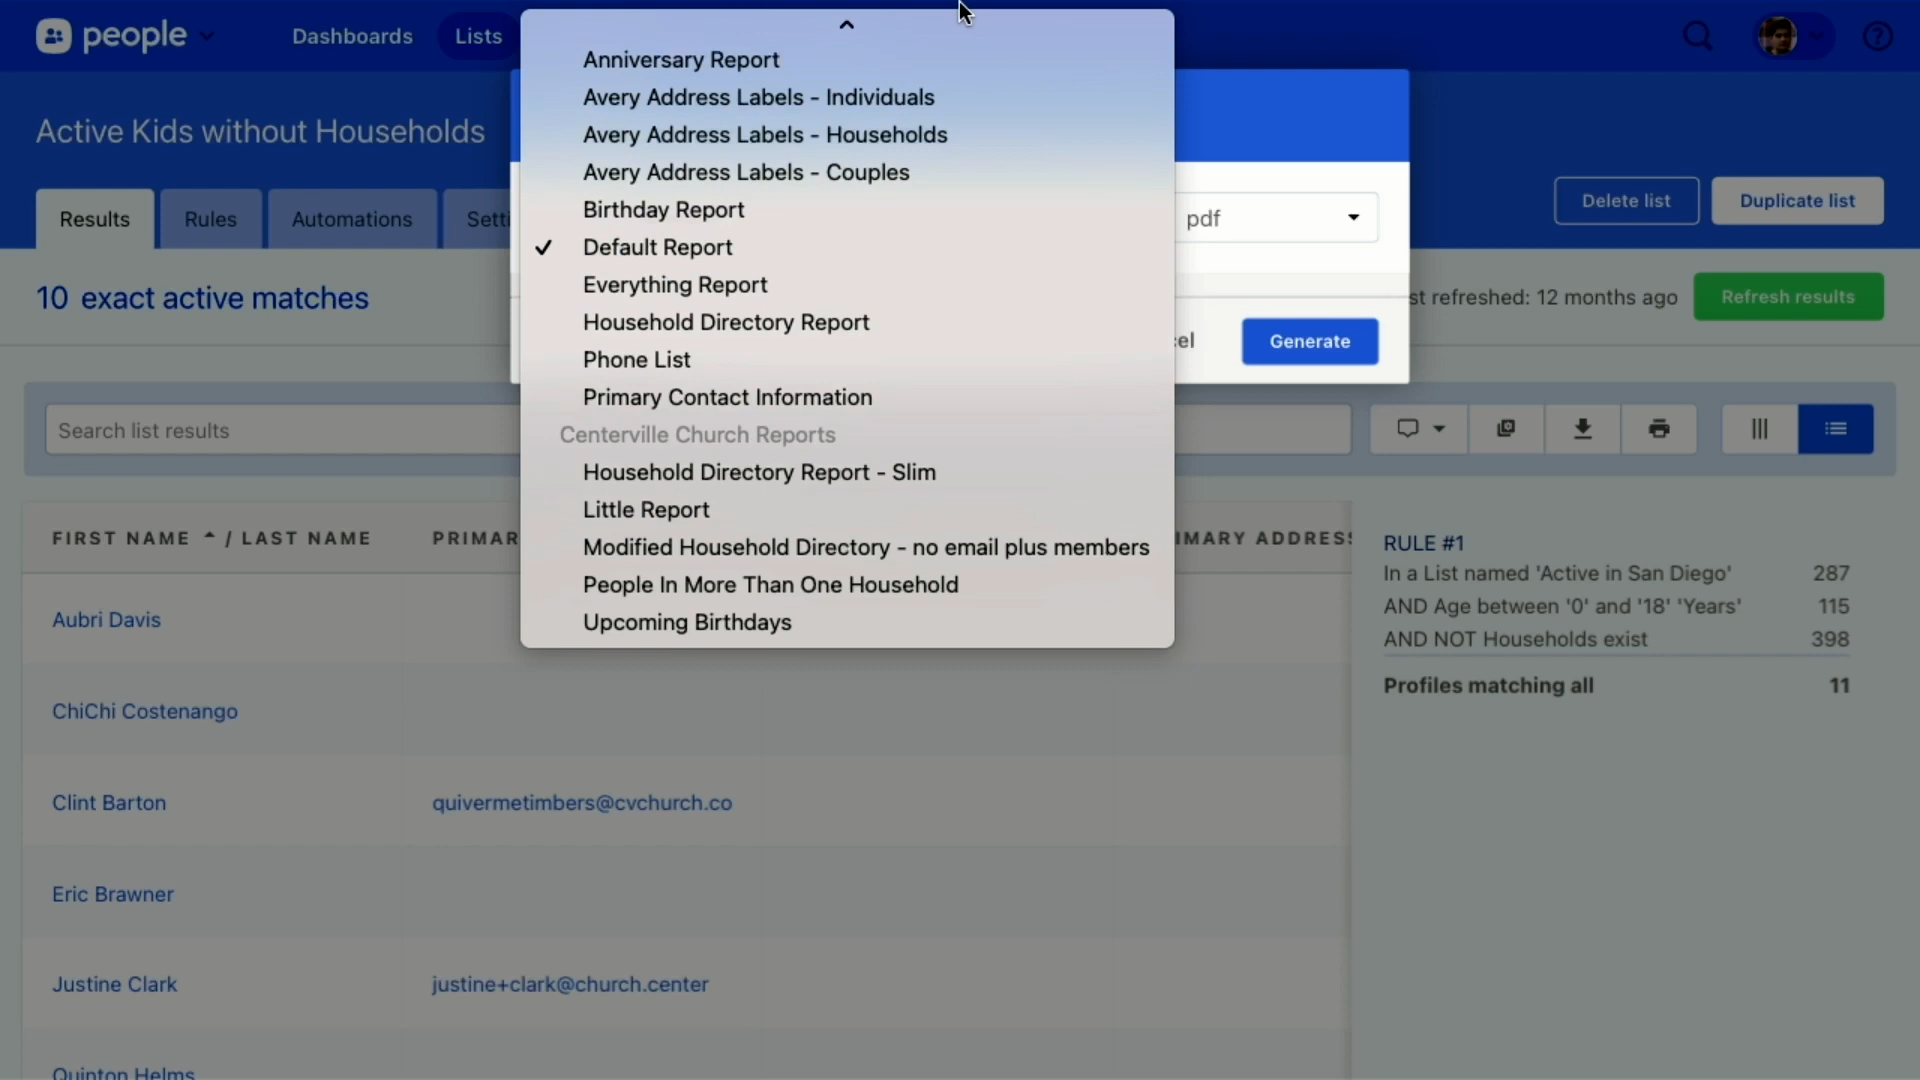 people
Dashboards
Lists
Active Kids without Households
Results
Rules
Automations
Delete list
Duplicate list
10 exact active matches
refreshed: 12 months ago
Refresh results
Anniversary Report
Avery Address Labels - Individuals
Avery Address Labels - Households
Avery Address Labels - Couples
Birthday Report
Default Report
Everything Report
Household Directory Report
Phone List
Primary Contact Information
Centerville Church Reports
Household Directory Report - Slim
Little Report
Modified Household Directory - no email plus members
People In More Than One Household
Upcoming Birthdays
pdf
Generate
Search list results
FIRST NAME / LAST NAME
Aubri Davis
ChiChi Costenango
Clint Barton quivermetimbers@cvchurch.co
Eric Brawner
Justine Clark justine+clark@church.center
Quinton Helms
RULE #1
In a List named 'Active in San Diego' 287
AND Age between '0' and '18' 'Years' 115
AND NOT Households exist 398
Profiles matching all 11